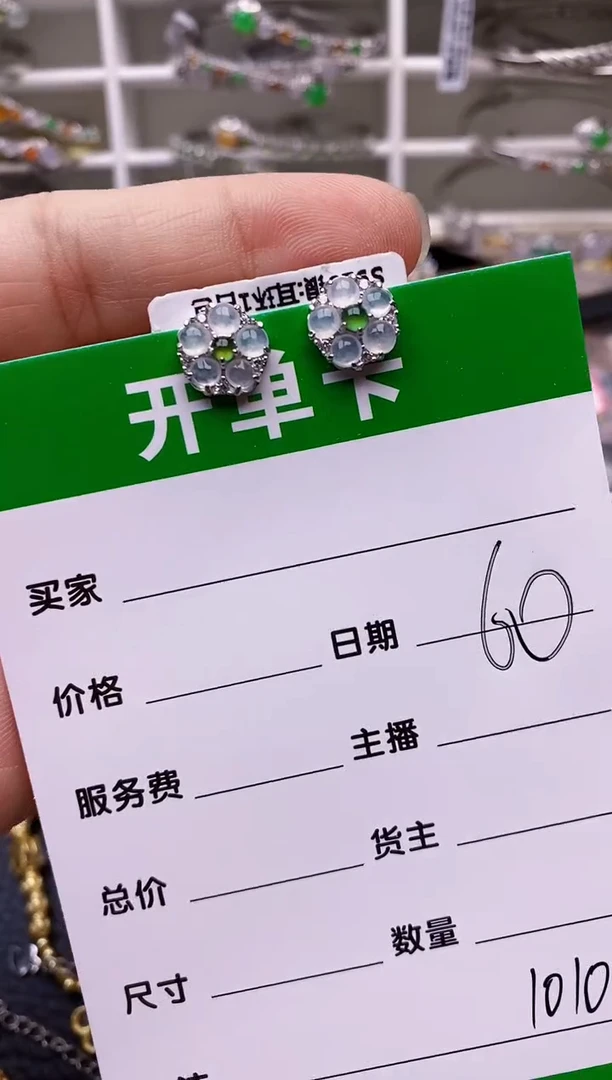 开单卡
买家
价格 日期 60
服务费 主播
总价 货主
尺寸 数量
1010